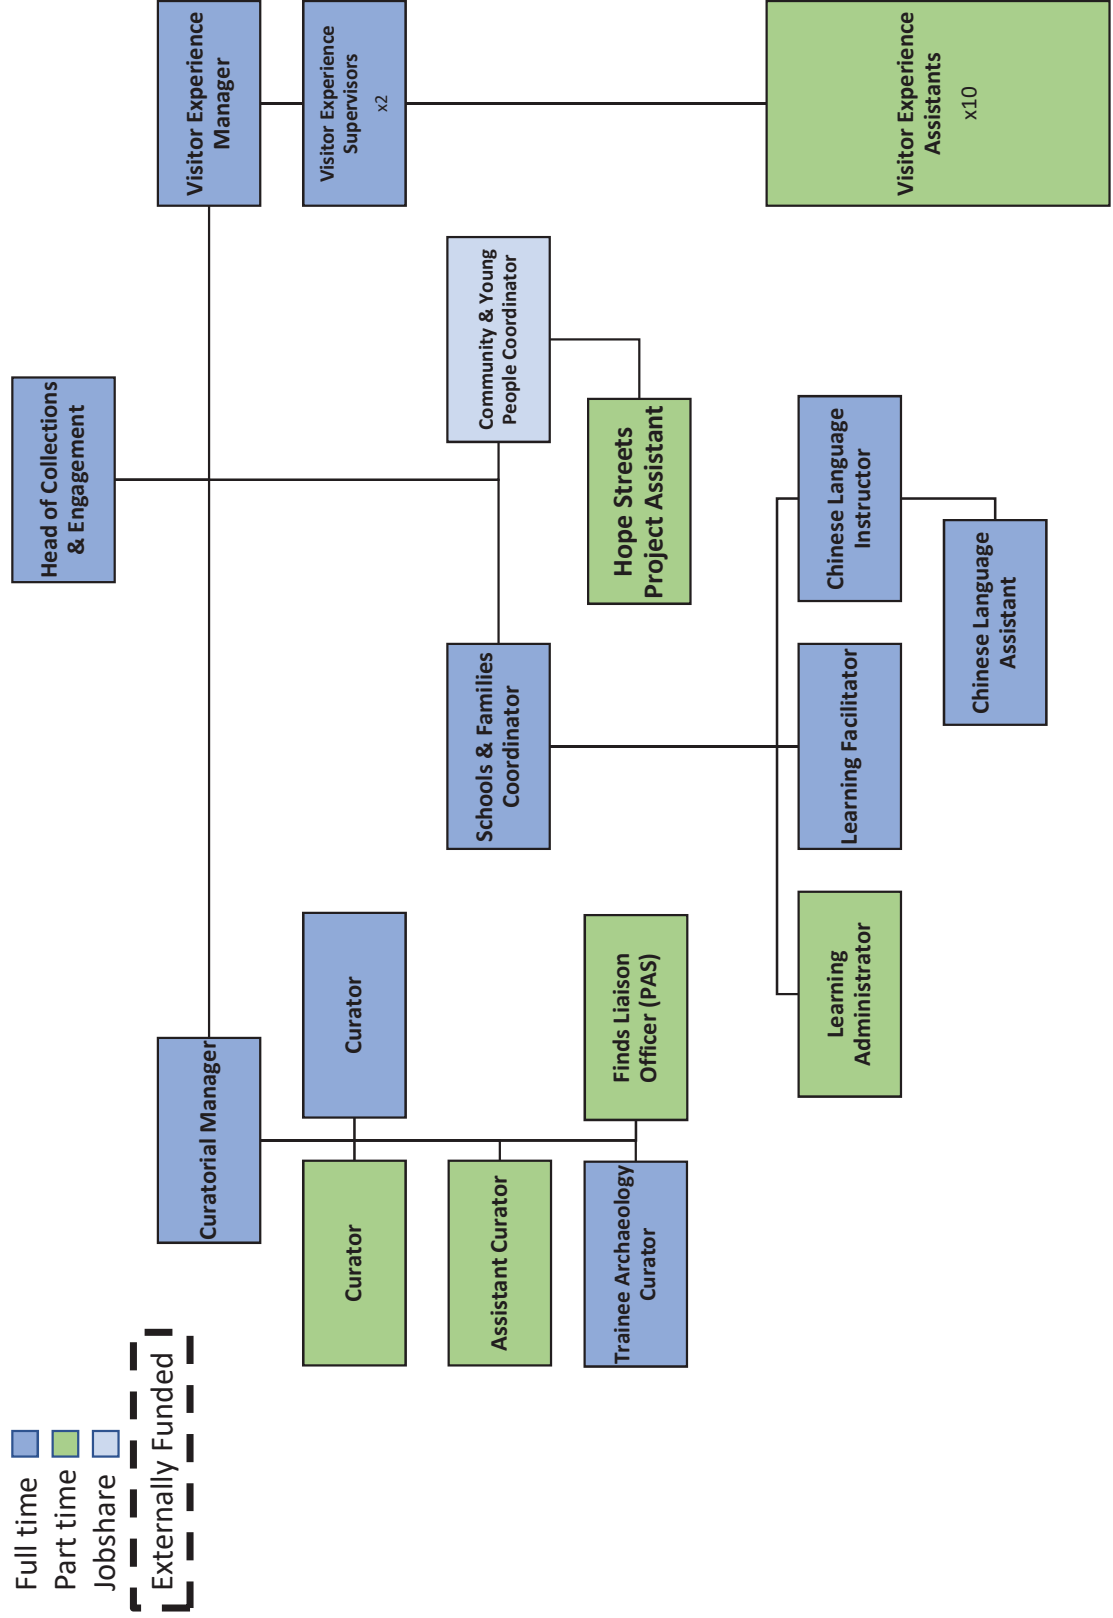 Full time
Part time
Jobshare
Externally Funded
Head of Collections
& Engagement
Curatorial Manager
Visitor Experience
Manager
Curator
Curator
Visitor Experience
Supervisors
x2
Assistant Curator
Schools & Families
Coordinator
Community & Young
People Coordinator
Trainee Archaeology
Curator
Finds Liaison
Officer (PAS)
Hope Streets
Project Assistant
Learning
Administrator
Learning Facilitator
Chinese Language
Instructor
Visitor Experience
Assistants
x10
Chinese Language
Assistant